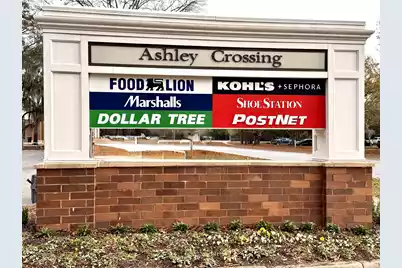 Ashley Crossing
FOOD LION
KOHL'S + SEPHORA
Marshalls
SHOE STATION
DOLLAR TREE
POSTNET